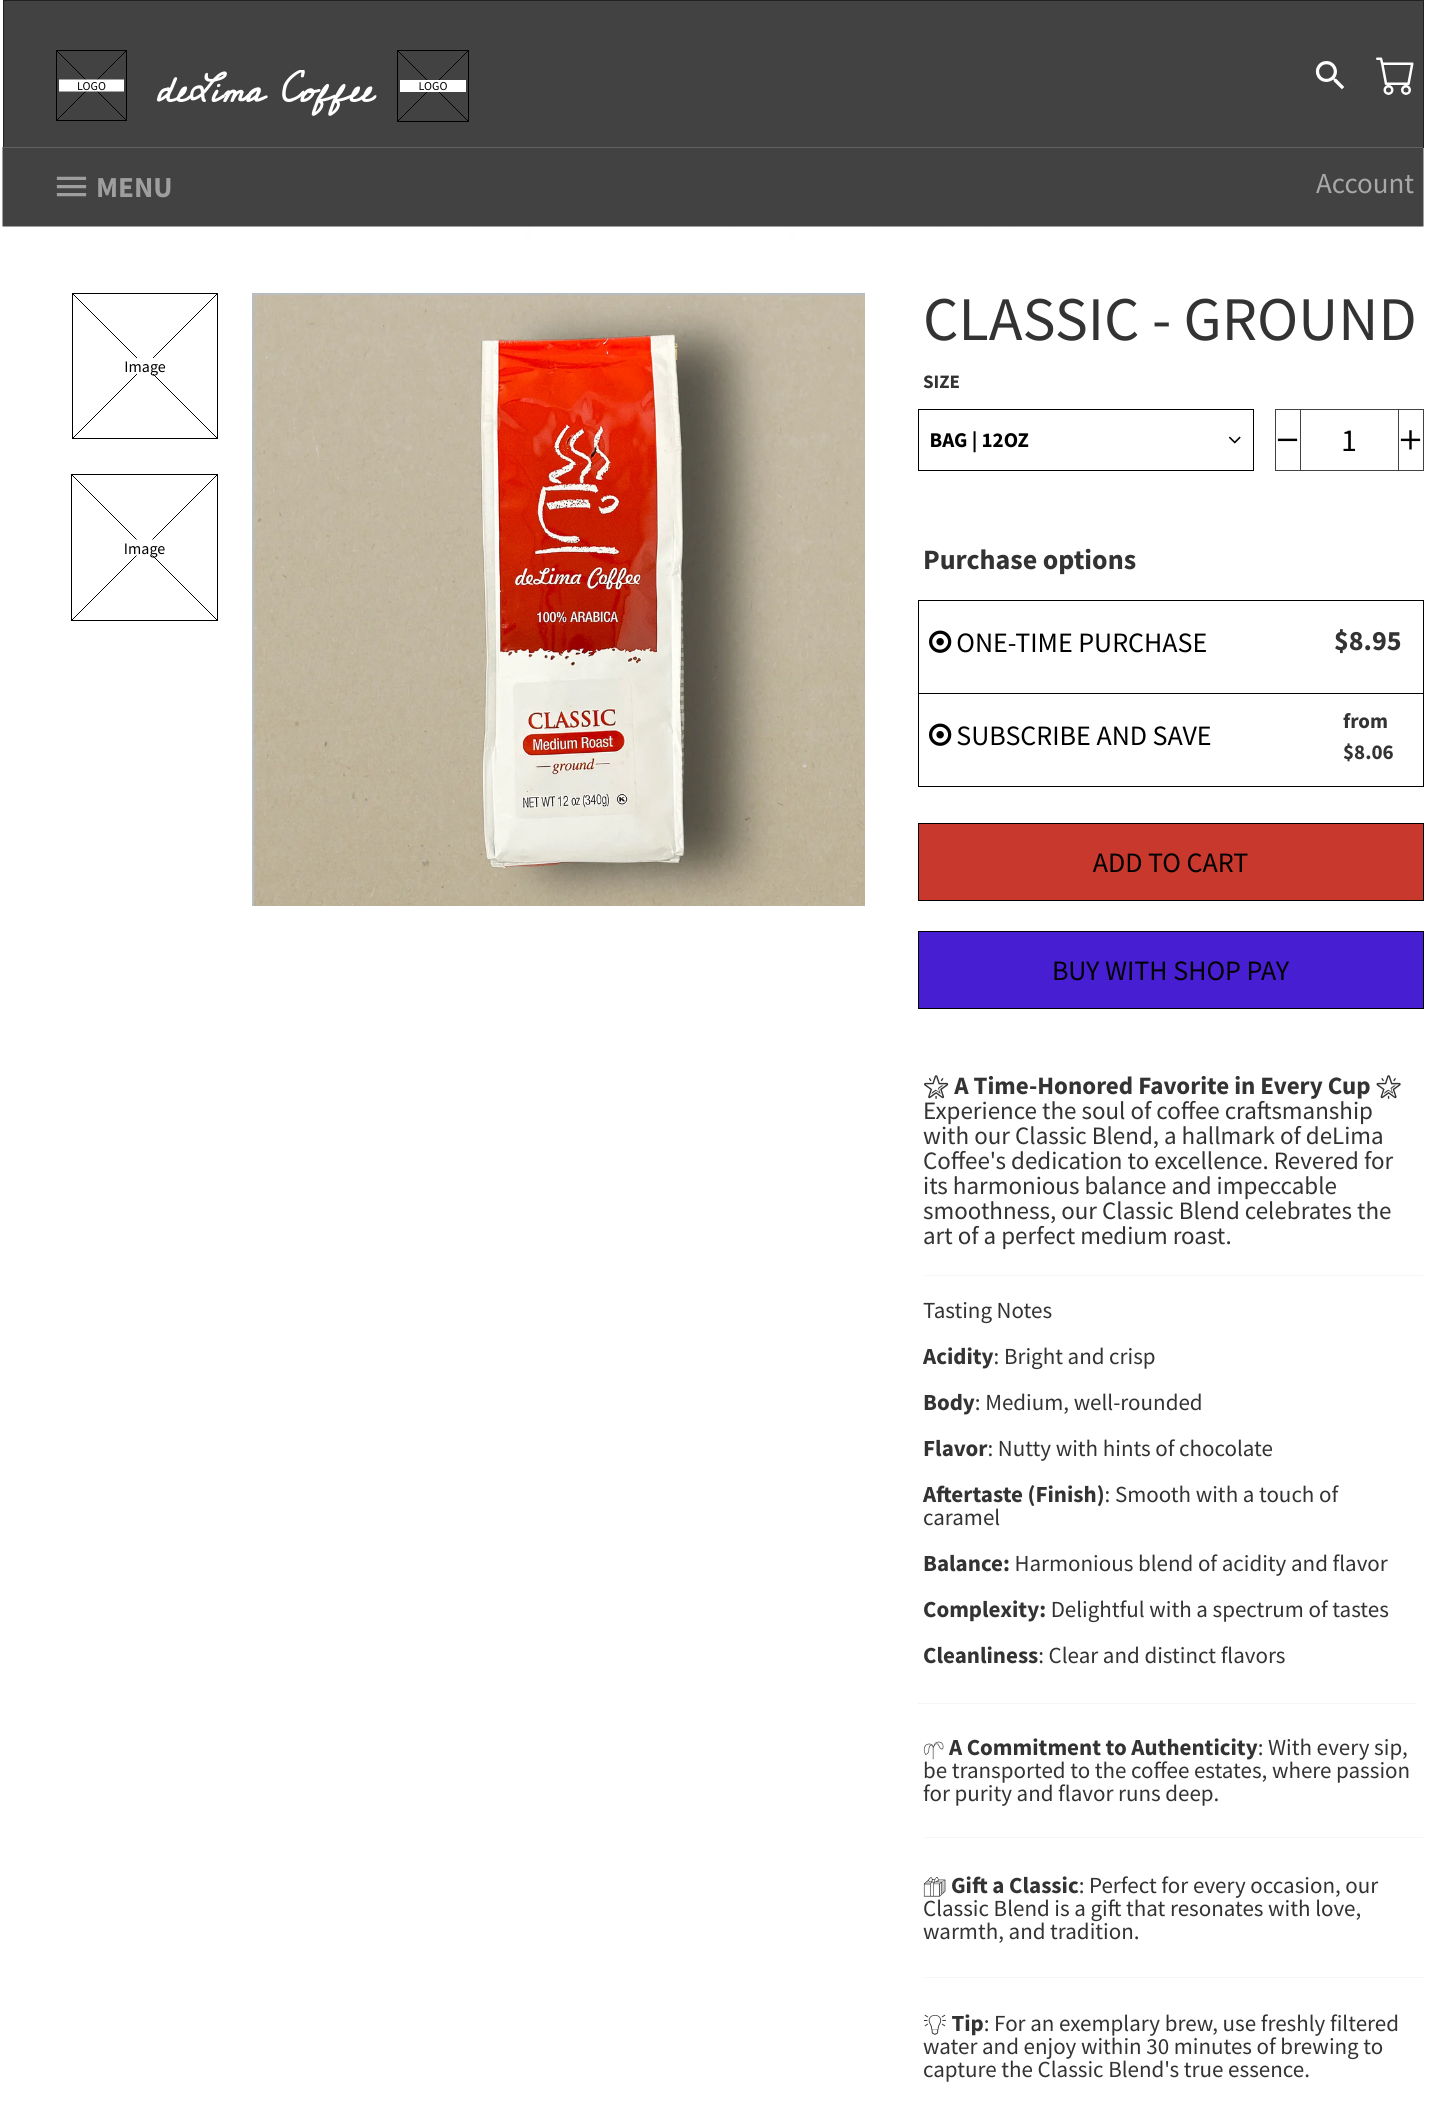 LOGO
deLima Coffee
LOGO
MENU
Account
Image
Image
deLima Coffee
100% ARABICA
CLASSIC
Medium Roast
ground
NET WT 12 oz (340g)
CLASSIC - GROUND
SIZE
BAG | 12OZ
1
Purchase options
ONE-TIME PURCHASE
$8.95
SUBSCRIBE AND SAVE
from
$8.06
ADD TO CART
BUY WITH SHOP PAY
A Time-Honored Favorite in Every Cup
Experience the soul of coffee craftsmanship
with our Classic Blend, a hallmark of deLima
Coffee's dedication to excellence. Revered for
its harmonious balance and impeccable
smoothness, our Classic Blend celebrates the
art of a perfect medium roast.
Tasting Notes
Acidity: Bright and crisp
Body: Medium, well-rounded
Flavor: Nutty with hints of chocolate
Aftertaste (Finish): Smooth with a touch of
caramel
Balance: Harmonious blend of acidity and flavor
Complexity: Delightful with a spectrum of tastes
Cleanliness: Clear and distinct flavors
A Commitment to Authenticity: With every sip,
be transported to the coffee estates, where passion
for purity and flavor runs deep.
Gift a Classic: Perfect for every occasion, our
Classic Blend is a gift that resonates with love,
warmth, and tradition.
Tip: For an exemplary brew, use freshly filtered
water and enjoy within 30 minutes of brewing to
capture the Classic Blend's true essence.